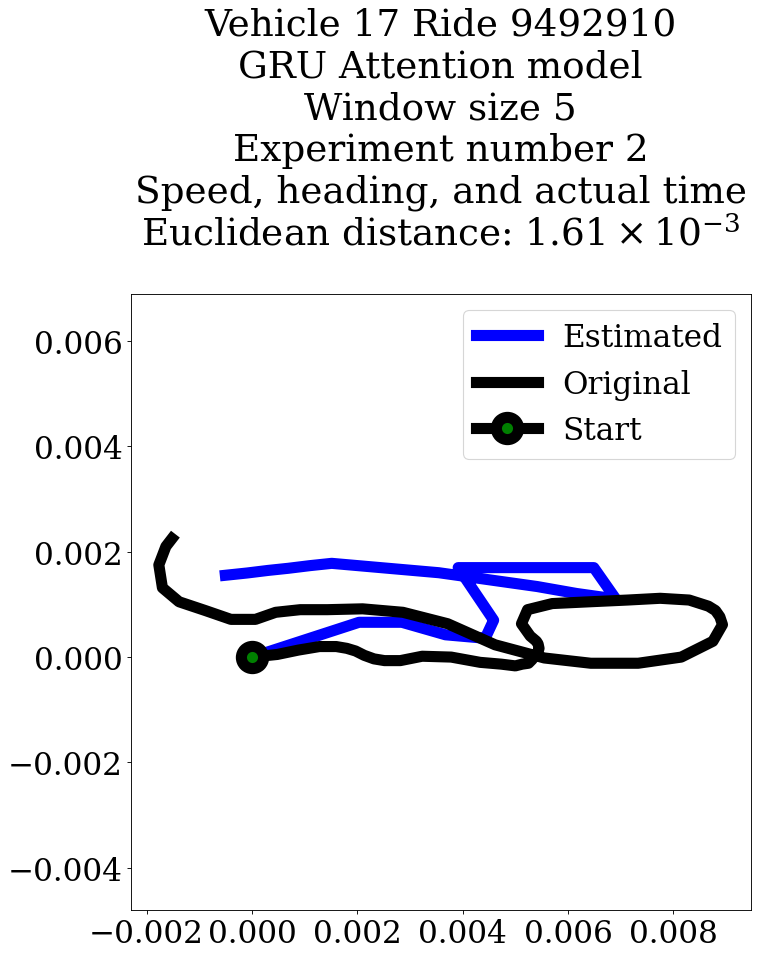 Vehicle 17 Ride 9492910
GRU Attention model
Window size 5
Experiment number 2
Speed, heading, and actual time
Euclidean distance: 1.61 × 10⁻³
Estimated
Original
Start
0.006
0.004
0.002
0.000
−0.002
−0.004
−0.002 0.000 0.002 0.004 0.006 0.008